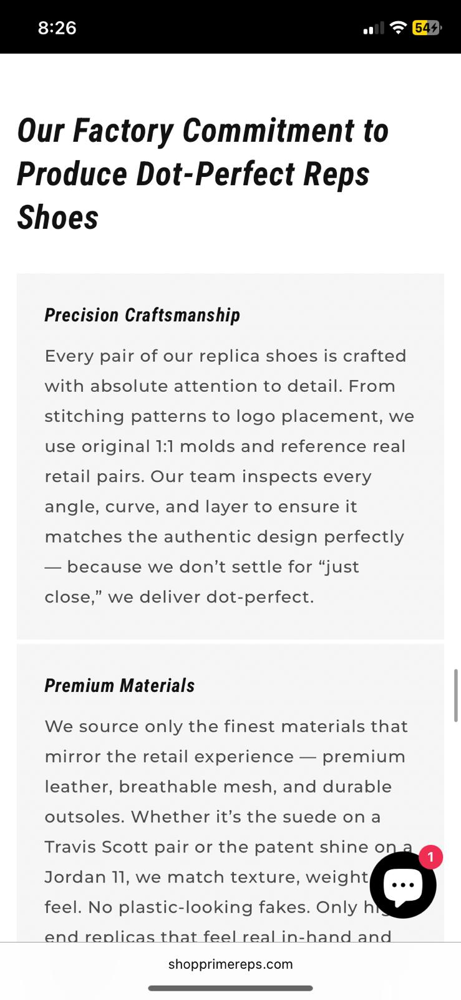 8:26
54
Our Factory Commitment to
Produce Dot-Perfect Reps
Shoes
Precision Craftsmanship
Every pair of our replica shoes is crafted
with absolute attention to detail. From
stitching patterns to logo placement, we
use original 1:1 molds and reference real
retail pairs. Our team inspects every
angle, curve, and layer to ensure it
matches the authentic design perfectly
— because we don’t settle for “just
close,” we deliver dot-perfect.
Premium Materials
We source only the finest materials that
mirror the retail experience — premium
leather, breathable mesh, and durable
outsoles. Whether it’s the suede on a
Travis Scott pair or the patent shine on a
1
Jordan 11, we match texture, weight
feel. No plastic-looking fakes. Only
end replicas that feel real in-hand and
shopprimereps.com